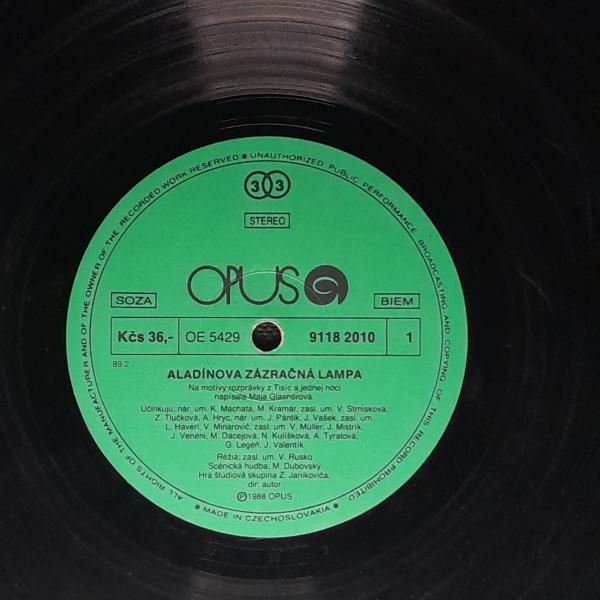 ALL RIGHTS OF THE MANUFACTURER AND OF THE OWNER OF THE RECORDED WORK RESERVED ● UNAUTHORIZED PUBLIC PERFORMANCE BROADCASTING AND COPYING OF THIS RECORD PROHIBITED
33
STEREO
OPUS
SOZA BIEM
Kčs 36,- OE 5429 9118 2010 1
89 2
ALADÍNOVA ZÁZRAČNÁ LAMPA
Na motívy rozprávky z Tisíc a jednej noci
napísala Maja Glasnerová
Účinkujú: nár. um. K. Machata, M. Kramár, zasl. um. V. Strnisková,
Z. Tlučková, A. Hryc, nár. um. J. Pántik, J. Vašek, zasl. um.
L. Haverl, V. Minarovič, zasl. um. V. Müller, J. Mistrík,
J. Venéni, M. Dacejová, N. Kulíšková, A. Tyralová,
G. Legéň, J. Valentík
Réžia: zasl. um. V. Rusko
Scénická hudba: M. Dubovský
Hrá štúdiová skupina Z. Janikoviča,
dir. autor
Ⓟ 1988 OPUS
● MADE IN CZECHOSLOVAKIA ●